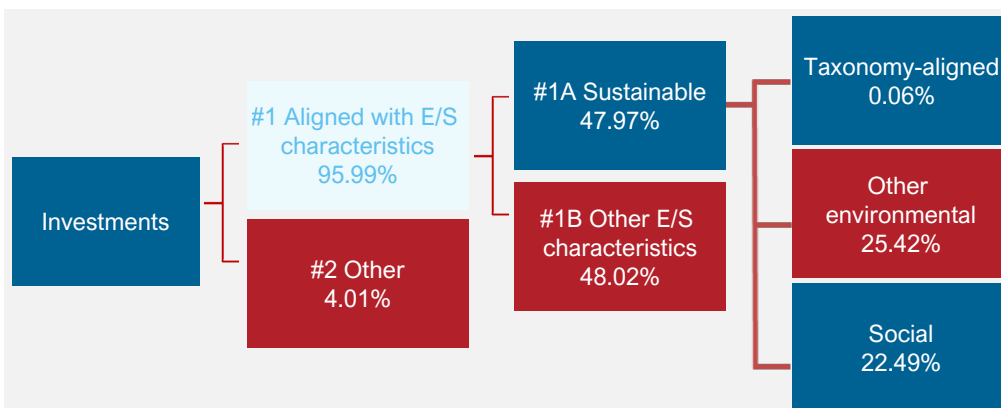 Investments
#1 Aligned with E/S
characteristics
95.99%
#2 Other
4.01%
#1A Sustainable
47.97%
#1B Other E/S
characteristics
48.02%
Taxonomy-aligned
0.06%
Other
environmental
25.42%
Social
22.49%